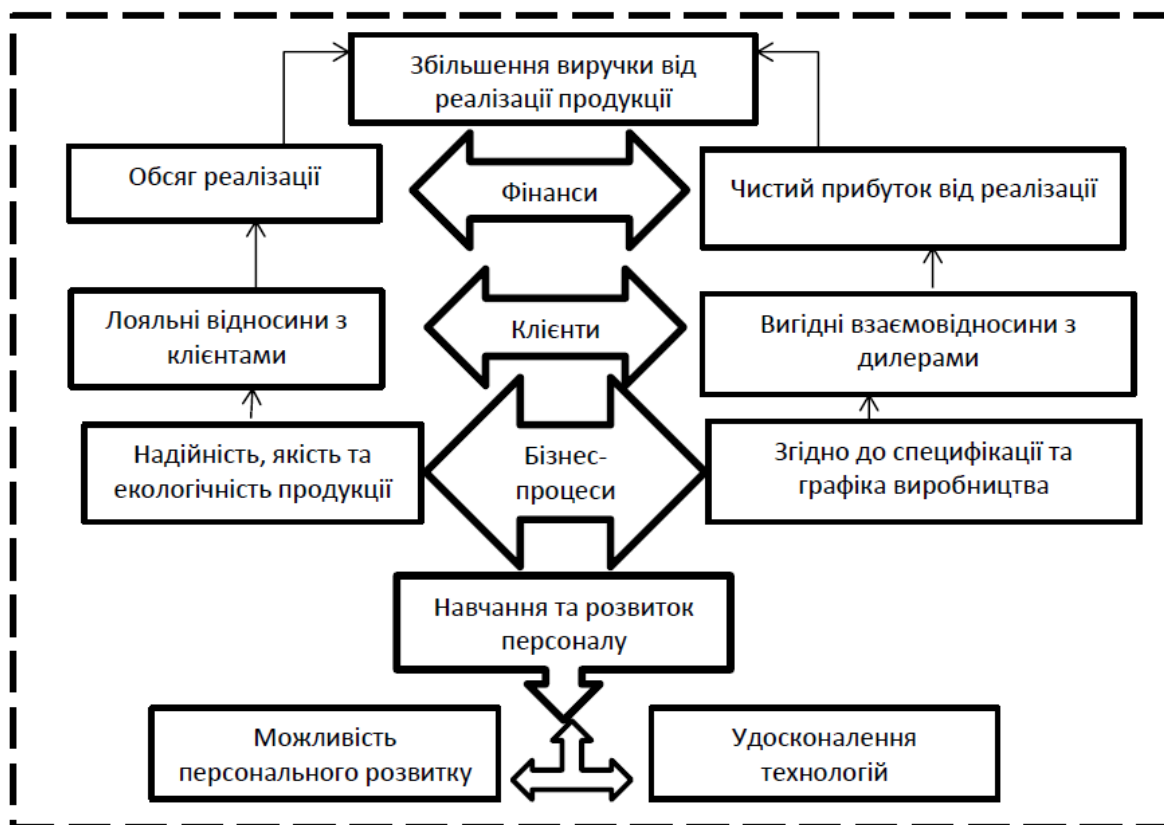 Збільшення виручки від
реалізації продукції
Обсяг реалізації
Фінанси
Чистий прибуток від реалізації
Лояльні відносини з
клієнтами
Клієнти
Вигідні взаємовідносини з
дилерами
Надійність, якість та
екологічність продукції
Бізнес-
процеси
Згідно до специфікації та
графіка виробництва
Навчання та розвиток
персоналу
Можливість
персонального розвитку
Удосконалення
технологій